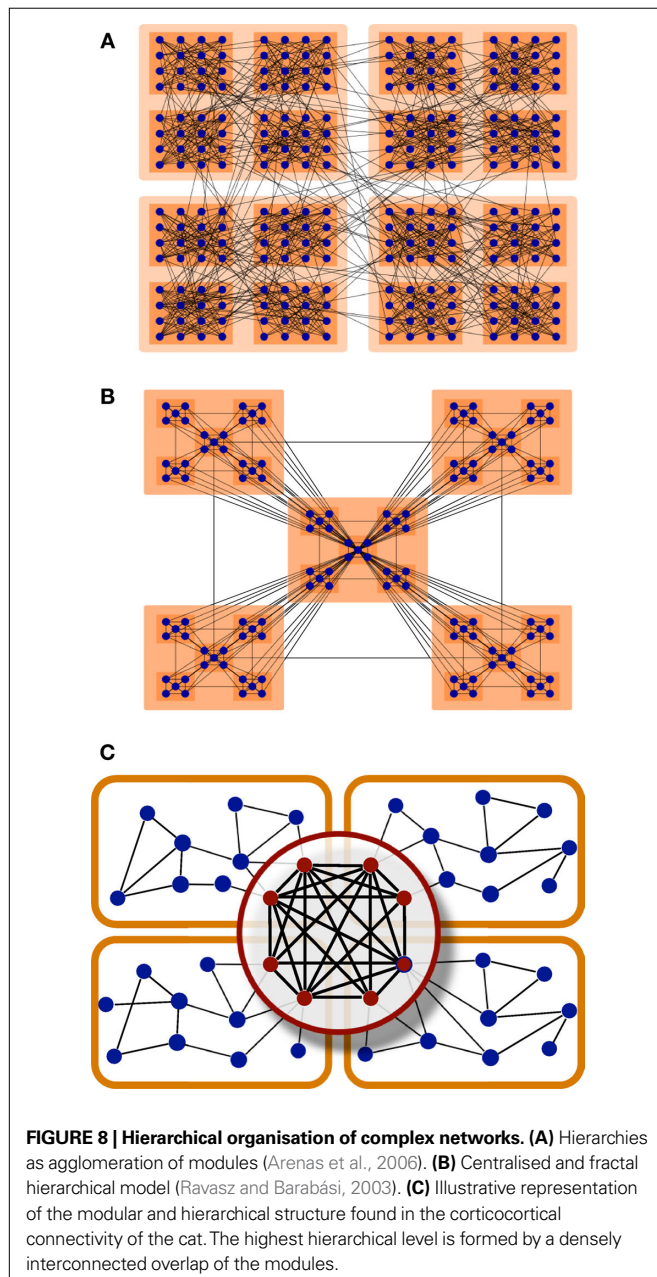 A
B
C
FIGURE 8 | Hierarchical organisation of complex networks. (A) Hierarchies
as agglomeration of modules (Arenas et al., 2006). (B) Centralised and fractal
hierarchical model (Ravasz and Barabási, 2003). (C) Illustrative representation
of the modular and hierarchical structure found in the corticocortical
connectivity of the cat. The highest hierarchical level is formed by a densely
interconnected overlap of the modules.